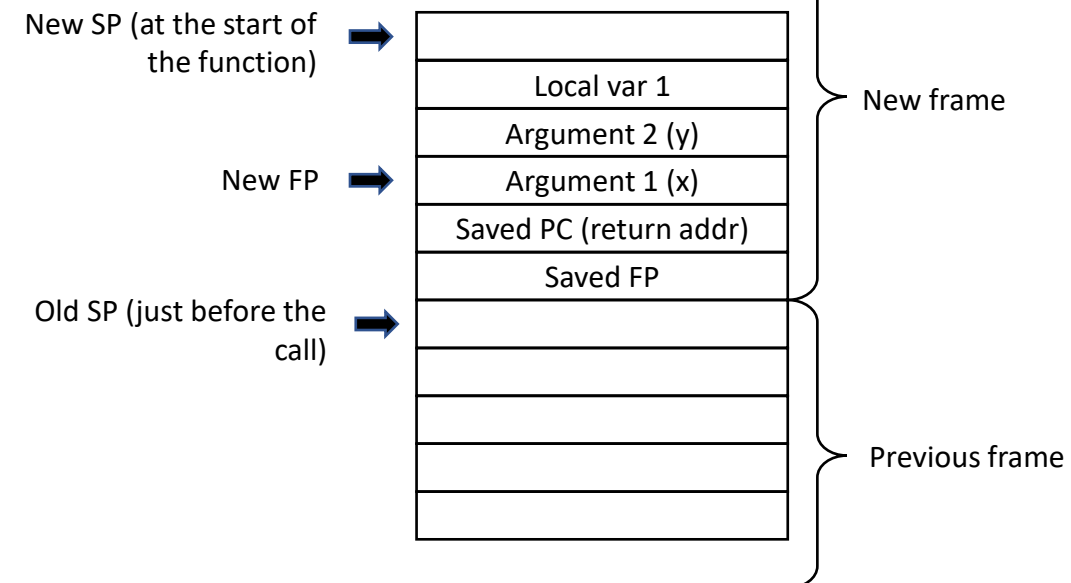 New SP (at the start of
the function)
Local var 1
New frame
Argument 2 (y)
New FP
Argument 1 (x)
Saved PC (return addr)
Saved FP
Old SP (just before the
call)
Previous frame